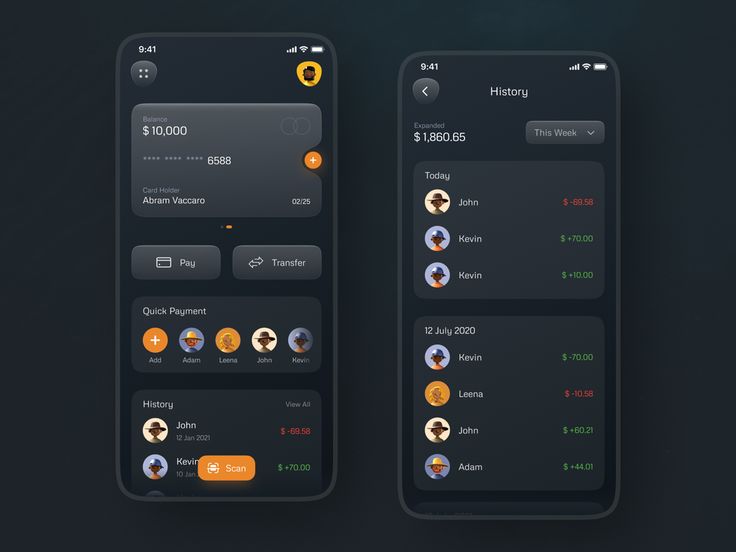 9:41
Balance
$ 10,000
**** **** **** 6588
Card Holder
Abram Vaccaro 02/25
Pay
Transfer
Quick Payment
Add
Adam
Leena
John
Kevin
History View All
John
12 Jan 2021
$ -69.58
Kevin
10 Jan
$ +70.00
Scan
9:41
History
Expanded
$ 1,860.65
This Week
Today
John $ -69.58
Kevin $ +70.00
Kevin $ +10.00
12 July 2020
Kevin $ -70.00
Leena $ -10.58
John $ +60.21
Adam $ +44.01